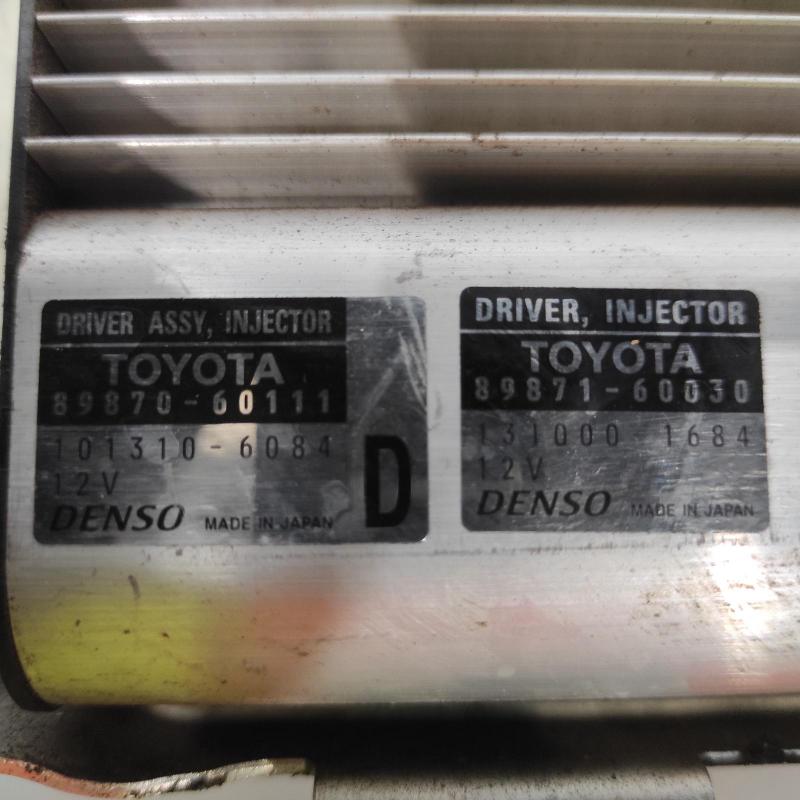 DRIVER ASSY, INJECTOR
TOYOTA
89870-60111
101310-6084
12V
D
DENSO MADE IN JAPAN
DRIVER, INJECTOR
TOYOTA
89871-60030
131000-1684
12V
DENSO MADE IN JAPAN